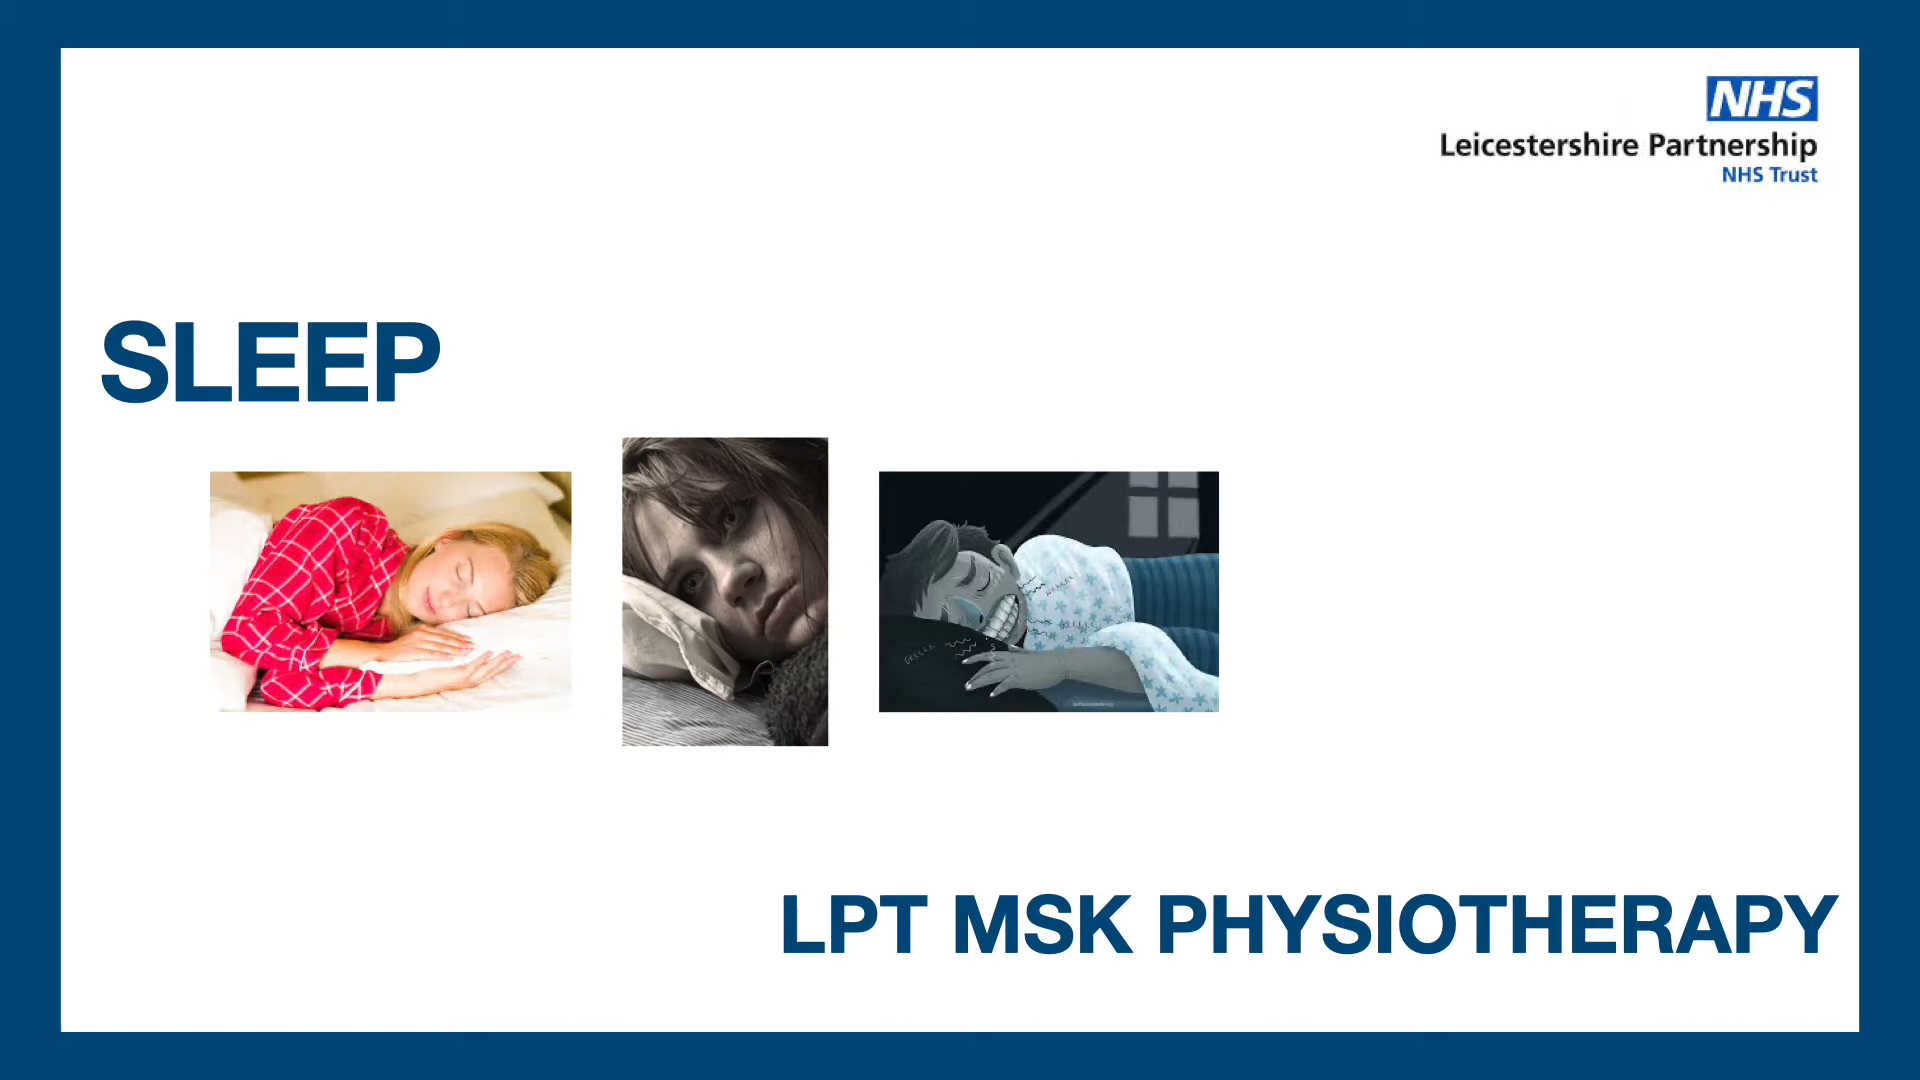 NHS
Leicestershire Partnership
NHS Trust
SLEEP
LPT MSK PHYSIOTHERAPY